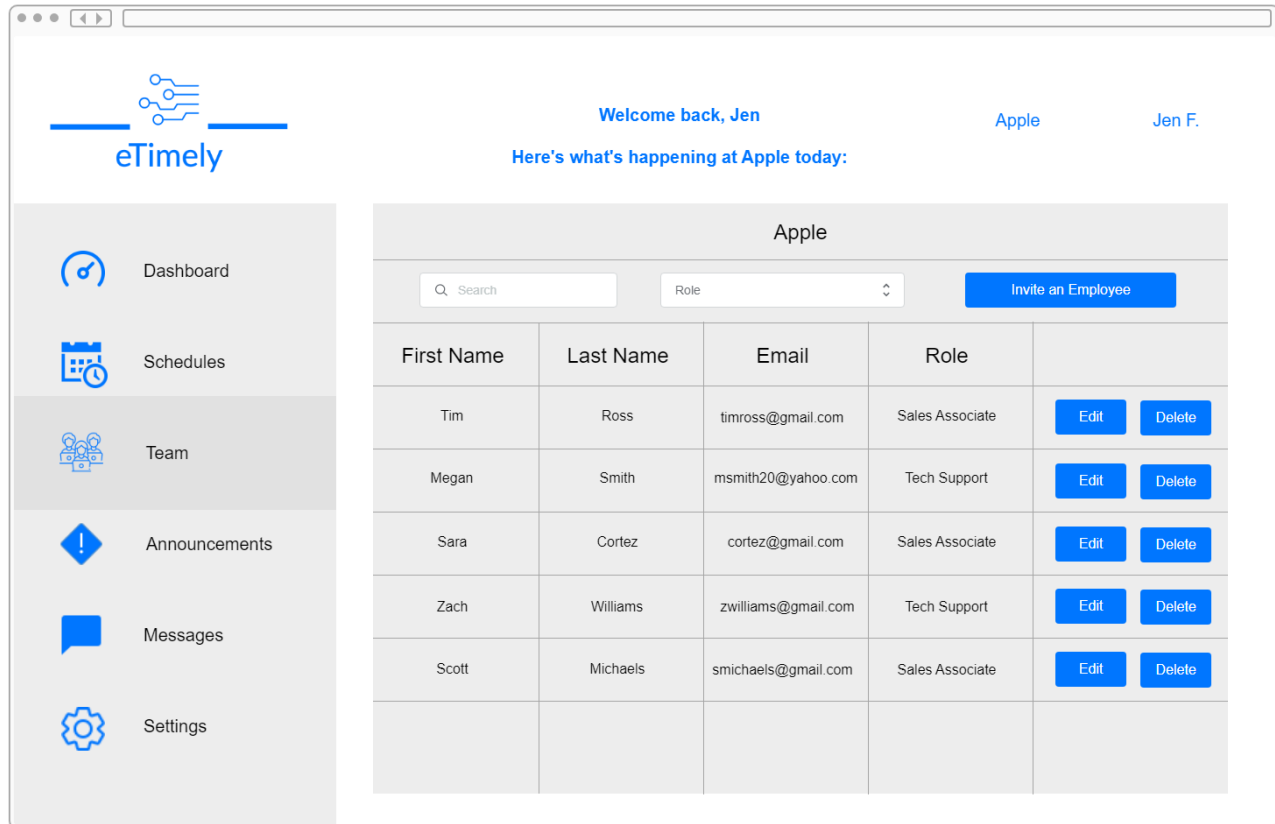 eTimely
Welcome back, Jen
Here's what's happening at Apple today:
Apple
Jen F.
Dashboard
Schedules
Team
Announcements
Messages
Settings
Apple
Search
Role
Invite an Employee
First Name Last Name Email Role
Tim Ross timross@gmail.com Sales Associate Edit Delete
Megan Smith msmith20@yahoo.com Tech Support Edit Delete
Sara Cortez cortez@gmail.com Sales Associate Edit Delete
Zach Williams zwilliams@gmail.com Tech Support Edit Delete
Scott Michaels smichaels@gmail.com Sales Associate Edit Delete